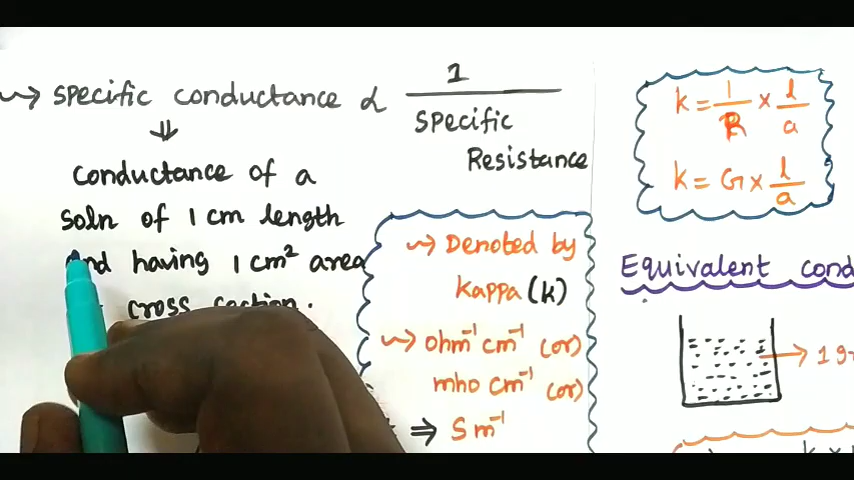 specific conductance ∝ 1
specific
Resistance
Conductance of a
soln of 1 cm length
and having 1 cm² area
cross section.
Denoted by
kappa (k)
ohm⁻¹ cm⁻¹ (or)
mho cm⁻¹ (or)
⇒ S m⁻¹
k = 1/R × l/a
k = G × l/a
Equivalent cond
→ 1 g